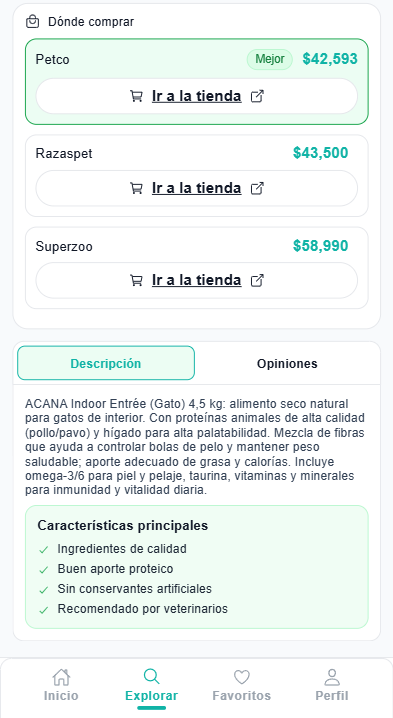 Dónde comprar
Petco Mejor $42,593
Ir a la tienda
Razaspet $43,500
Ir a la tienda
Superzoo $58,990
Ir a la tienda
Descripción Opiniones
ACANA Indoor Entrée (Gato) 4,5 kg: alimento seco natural
para gatos de interior. Con proteínas animales de alta calidad
(pollo/pavo) y hígado para alta palatabilidad. Mezcla de fibras
que ayuda a controlar bolas de pelo y mantener peso
saludable; aporte adecuado de grasa y calorías. Incluye
omega-3/6 para piel y pelaje, taurina, vitaminas y minerales
para inmunidad y vitalidad diaria.
Características principales
Ingredientes de calidad
Buen aporte proteico
Sin conservantes artificiales
Recomendado por veterinarios
Inicio Explorar Favoritos Perfil